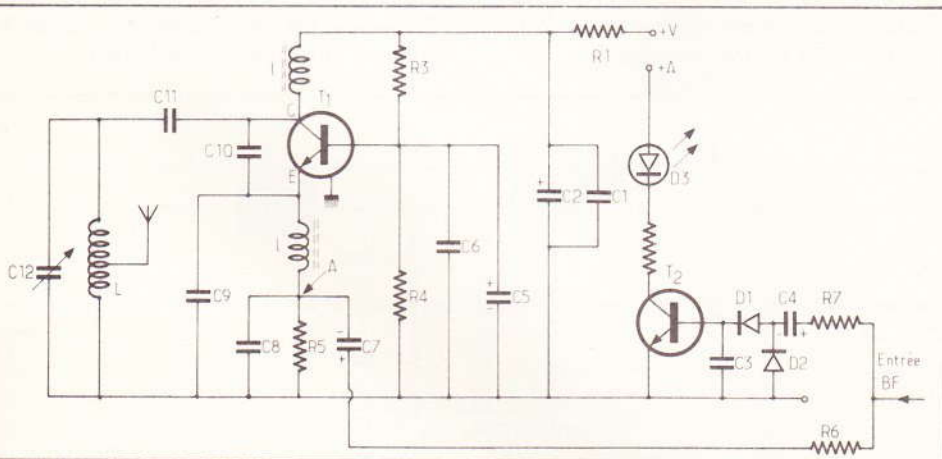 R1
+V
R3
+A
C11
I
T1
C
C10
D3
E
C2
C1
I
C12
L
A
C6
T2
C9
R4
C5
D1
C4
R7
C8
R5
C7
C3
D2
Entrée
BF
R6